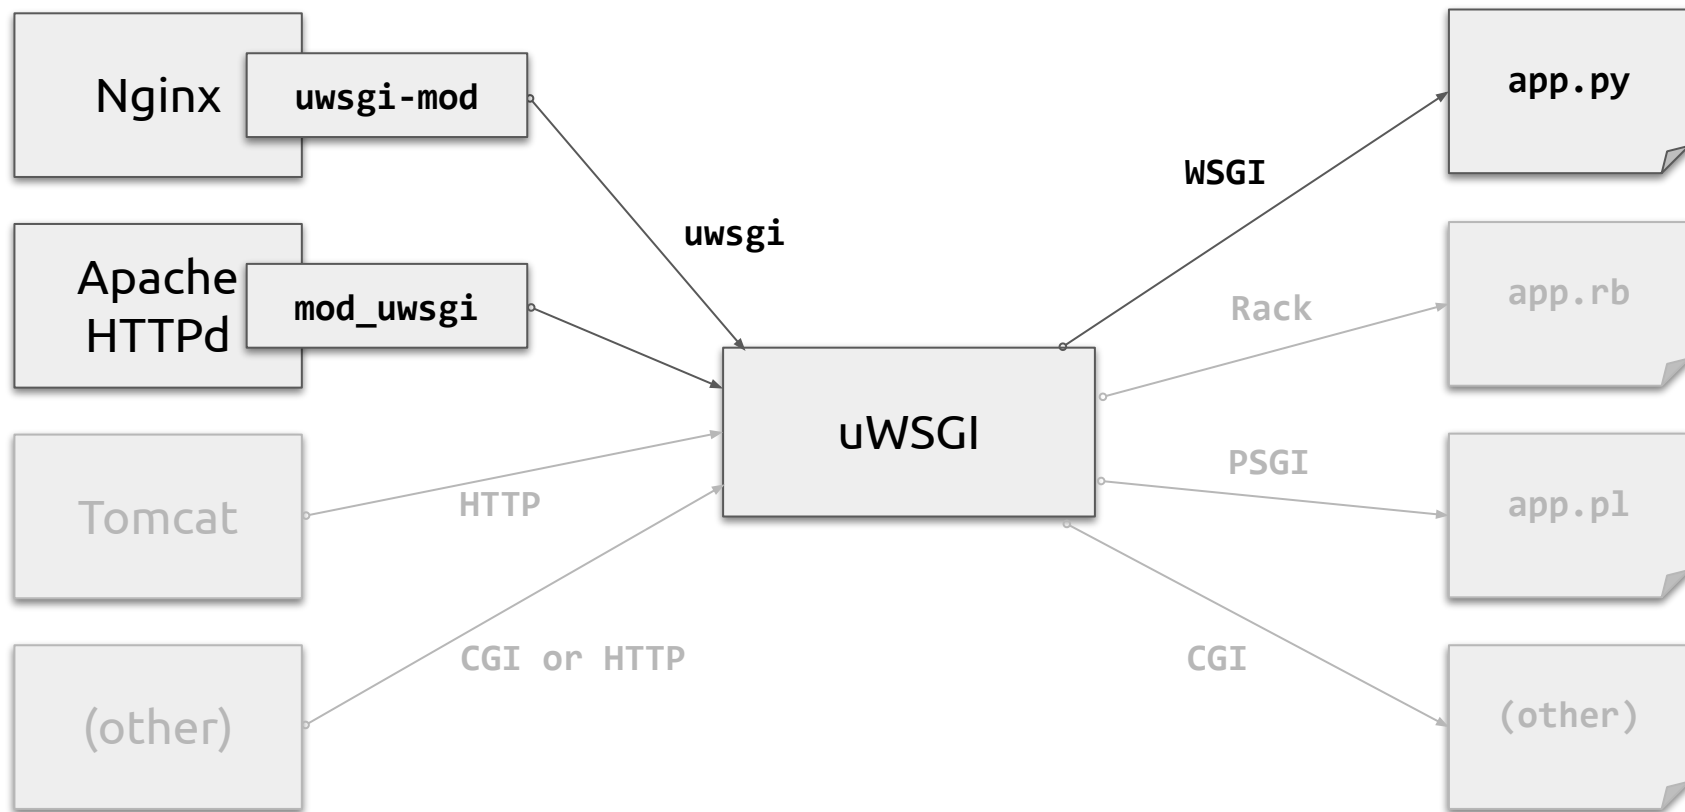 Nginx
uwsgi-mod
app.py
WSGI
uwsgi
Apache
HTTPd
mod_uwsgi
Rack
app.rb
uWSGI
Tomcat
HTTP
PSGI
app.pl
(other)
CGI or HTTP
CGI
(other)